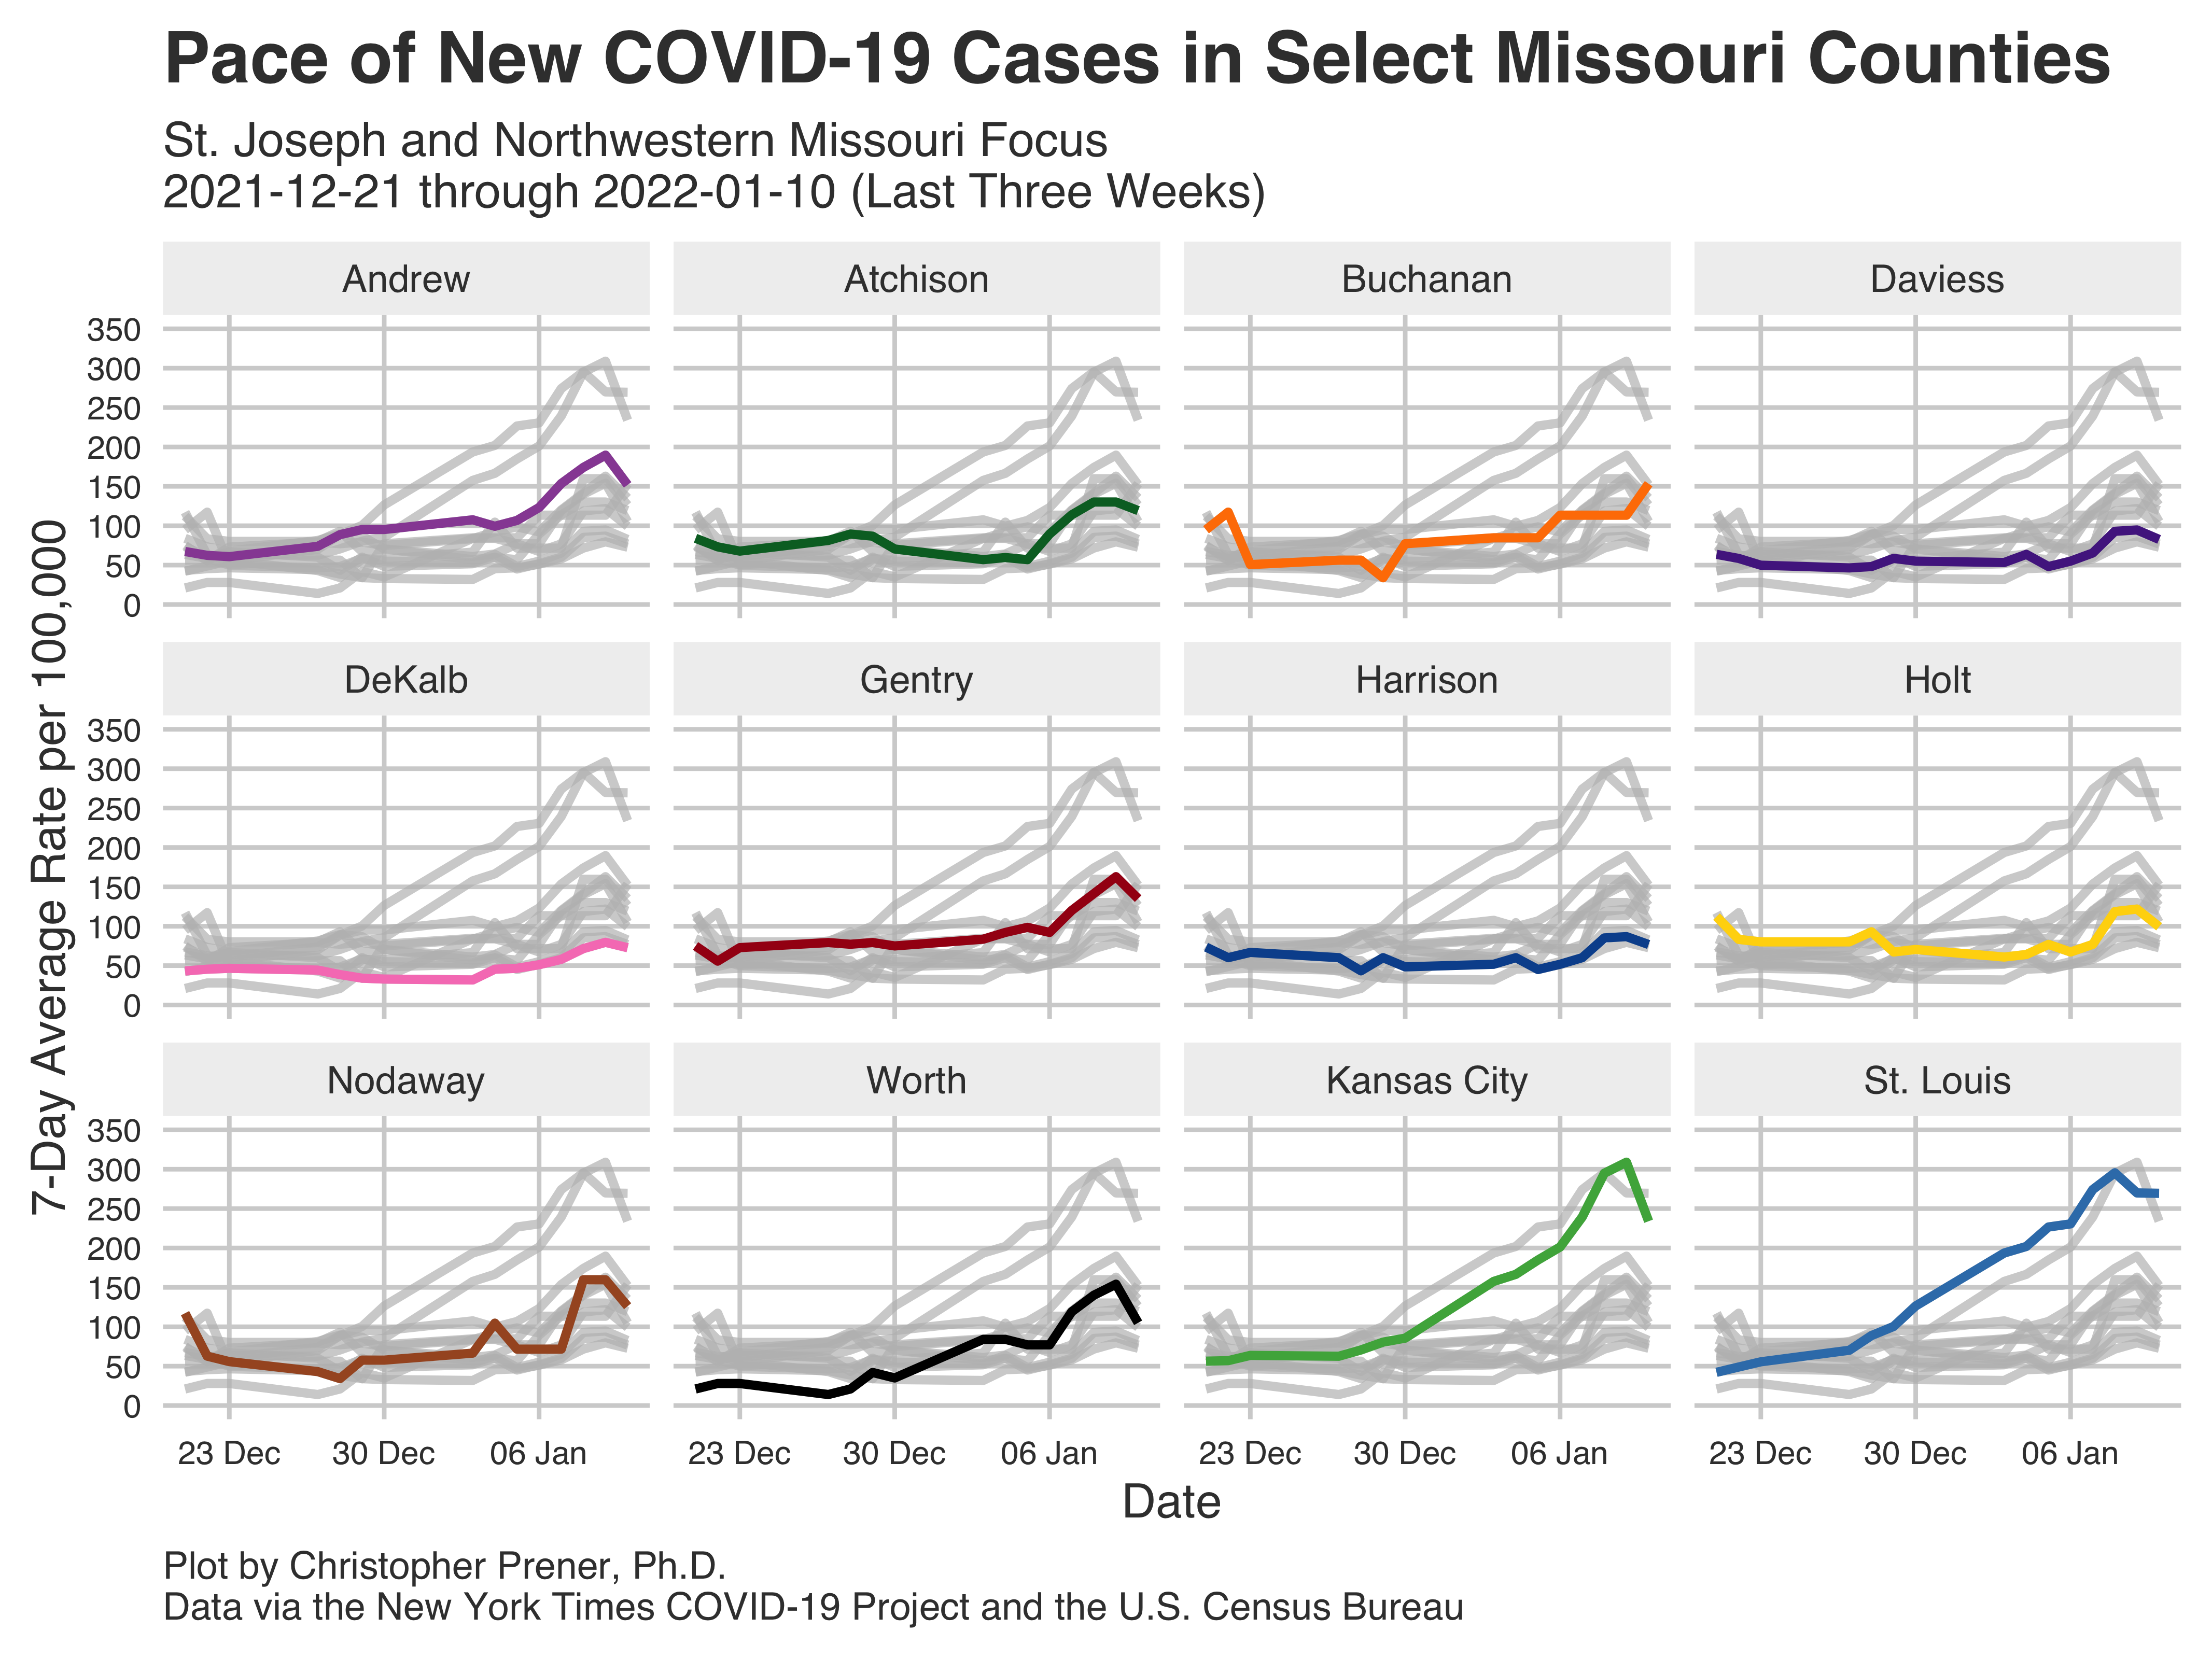 Pace of New COVID-19 Cases in Select Missouri Counties
St. Joseph and Northwestern Missouri Focus
2021-12-21 through 2022-01-10 (Last Three Weeks)
7-Day Average Rate per 100,000
Andrew
Atchison
Buchanan
Daviess
350
300
250
200
150
100
50
0
DeKalb
Gentry
Harrison
Holt
350
300
250
200
150
100
50
0
Nodaway
Worth
Kansas City
St. Louis
350
300
250
200
150
100
50
0
23 Dec 30 Dec 06 Jan
23 Dec 30 Dec 06 Jan
23 Dec 30 Dec 06 Jan
23 Dec 30 Dec 06 Jan
Date
Plot by Christopher Prener, Ph.D.
Data via the New York Times COVID-19 Project and the U.S. Census Bureau